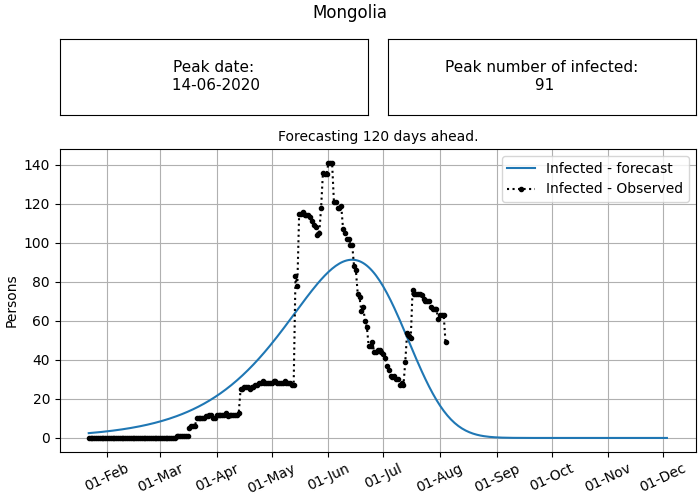 Mongolia
Peak date:
14-06-2020
Peak number of infected:
91
Forecasting 120 days ahead.
Infected - forecast
Infected - Observed
Persons
140
120
100
80
60
40
20
0
01-Feb
01-Mar
01-Apr
01-May
01-Jun
01-Jul
01-Aug
01-Sep
01-Oct
01-Nov
01-Dec